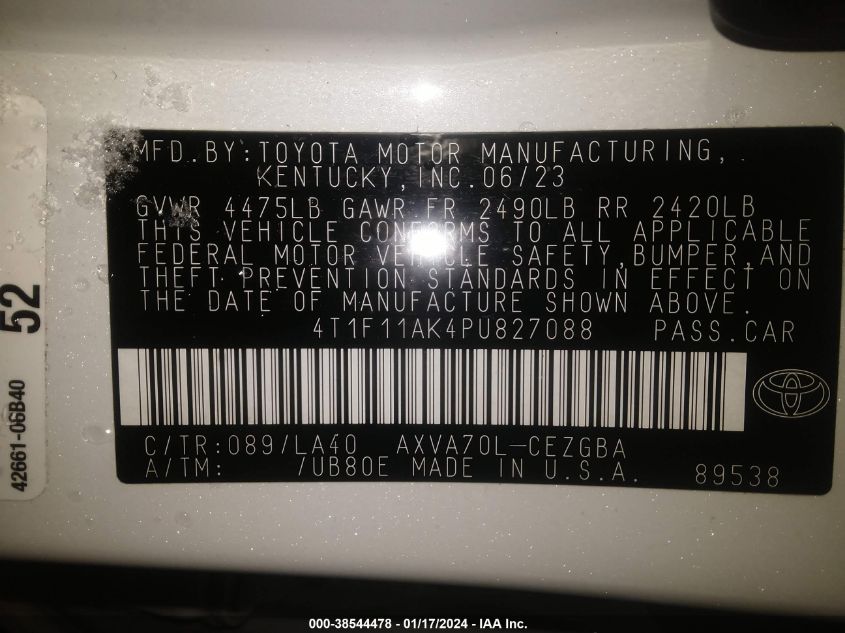 MFD. BY: TOYOTA MOTOR MANUFACTURING,
KENTUCKY, INC. 06/23
GVWR 4475LB GAWR FR 2490LB RR 2420LB
THIS VEHICLE CONFORMS TO ALL APPLICABLE
FEDERAL MOTOR VEHICLE SAFETY, BUMPER, AND
THEFT PREVENTION STANDARDS IN EFFECT ON
THE DATE OF MANUFACTURE SHOWN ABOVE.
4T1F11AK4PU827088 PASS. CAR
C/TR: 089/LA40 AXVA70L-CEZGBA
A/TM: /UB80E MADE IN U.S.A. 89538
52
42661-06B40
000-38544478 - 01/17/2024 - IAA Inc.